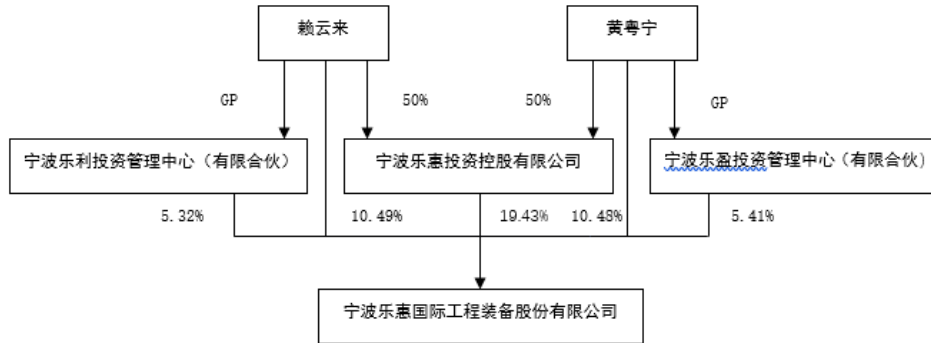 赖云来
黄粤宁
GP
50%
50%
GP
宁波乐利投资管理中心（有限合伙）
宁波乐惠投资控股有限公司
宁波乐盈投资管理中心（有限合伙）
5.32%
10.49%
19.43%
10.48%
5.41%
宁波乐惠国际工程装备股份有限公司